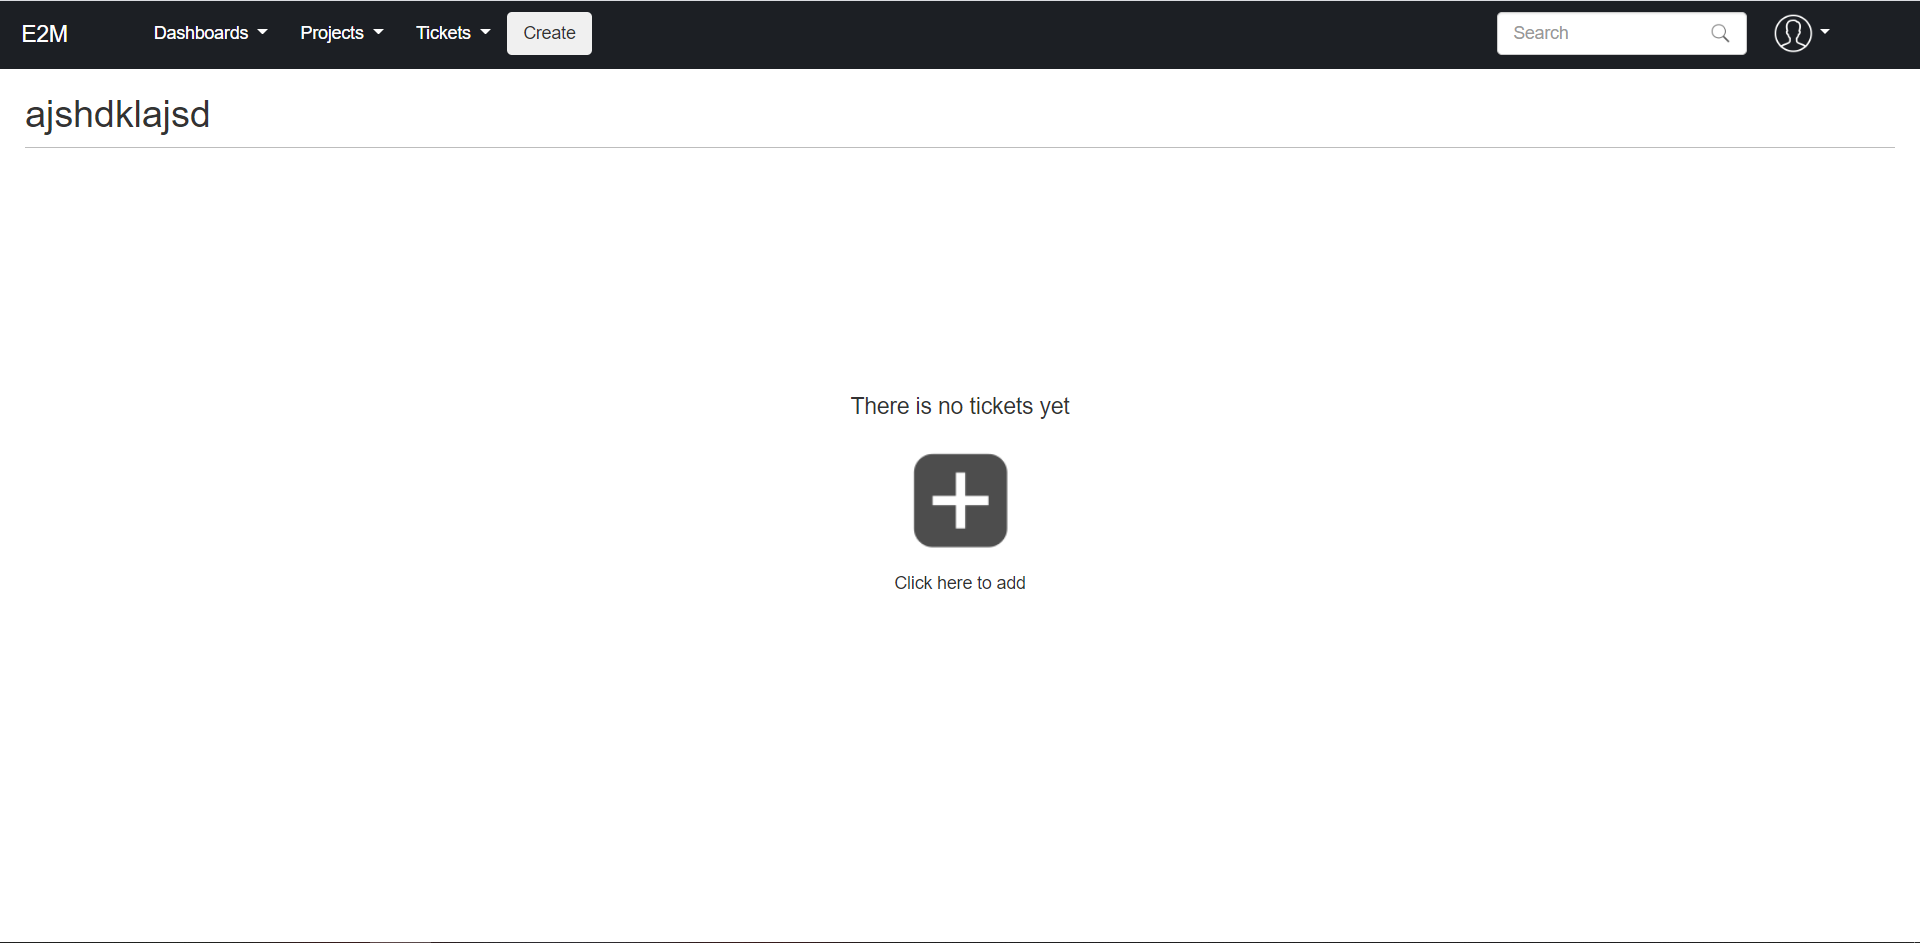 E2M
Dashboards
Projects
Tickets
Create
Search
ajshdklajsd
There is no tickets yet
Click here to add